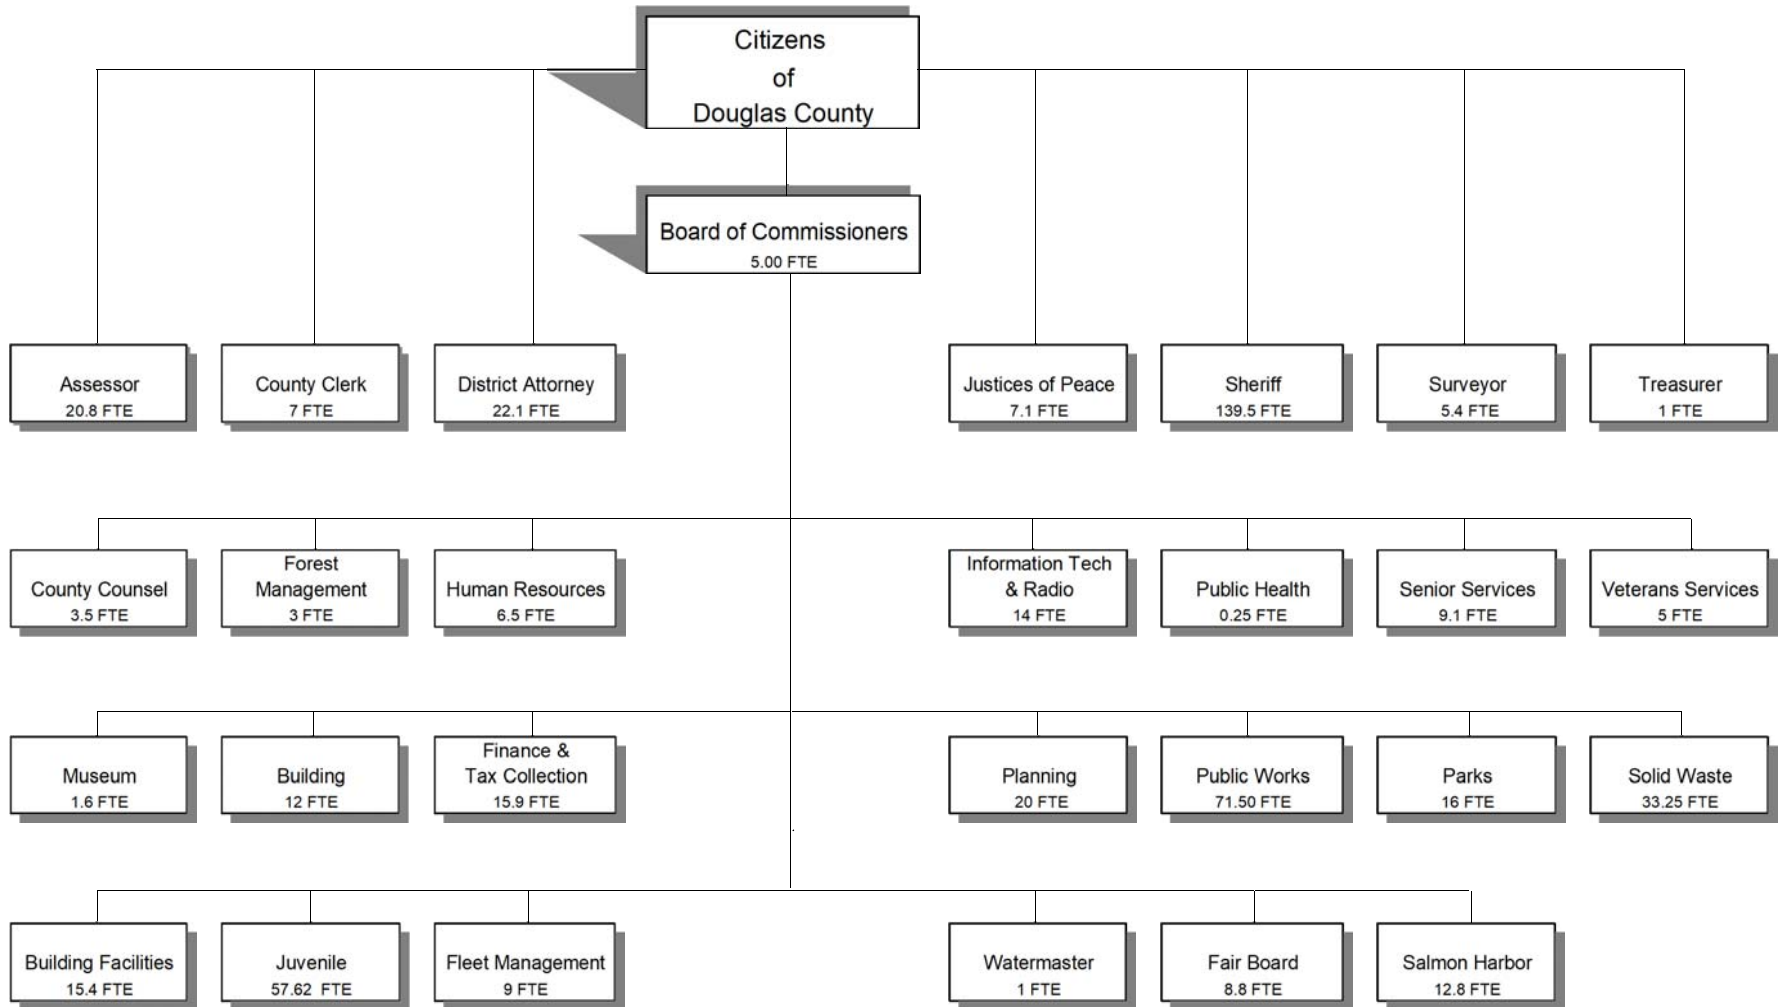 Citizens
of
Douglas County
Board of Commissioners
5.00 FTE
Assessor
20.8 FTE
County Clerk
7 FTE
District Attorney
22.1 FTE
Justices of Peace
7.1 FTE
Sheriff
139.5 FTE
Surveyor
5.4 FTE
Treasurer
1 FTE
County Counsel
3.5 FTE
Forest
Management
3 FTE
Human Resources
6.5 FTE
Information Tech
& Radio
14 FTE
Public Health
0.25 FTE
Senior Services
9.1 FTE
Veterans Services
5 FTE
Museum
1.6 FTE
Building
12 FTE
Finance &
Tax Collection
15.9 FTE
Planning
20 FTE
Public Works
71.50 FTE
Parks
16 FTE
Solid Waste
33.25 FTE
Building Facilities
15.4 FTE
Juvenile
57.62 FTE
Fleet Management
9 FTE
Watermaster
1 FTE
Fair Board
8.8 FTE
Salmon Harbor
12.8 FTE